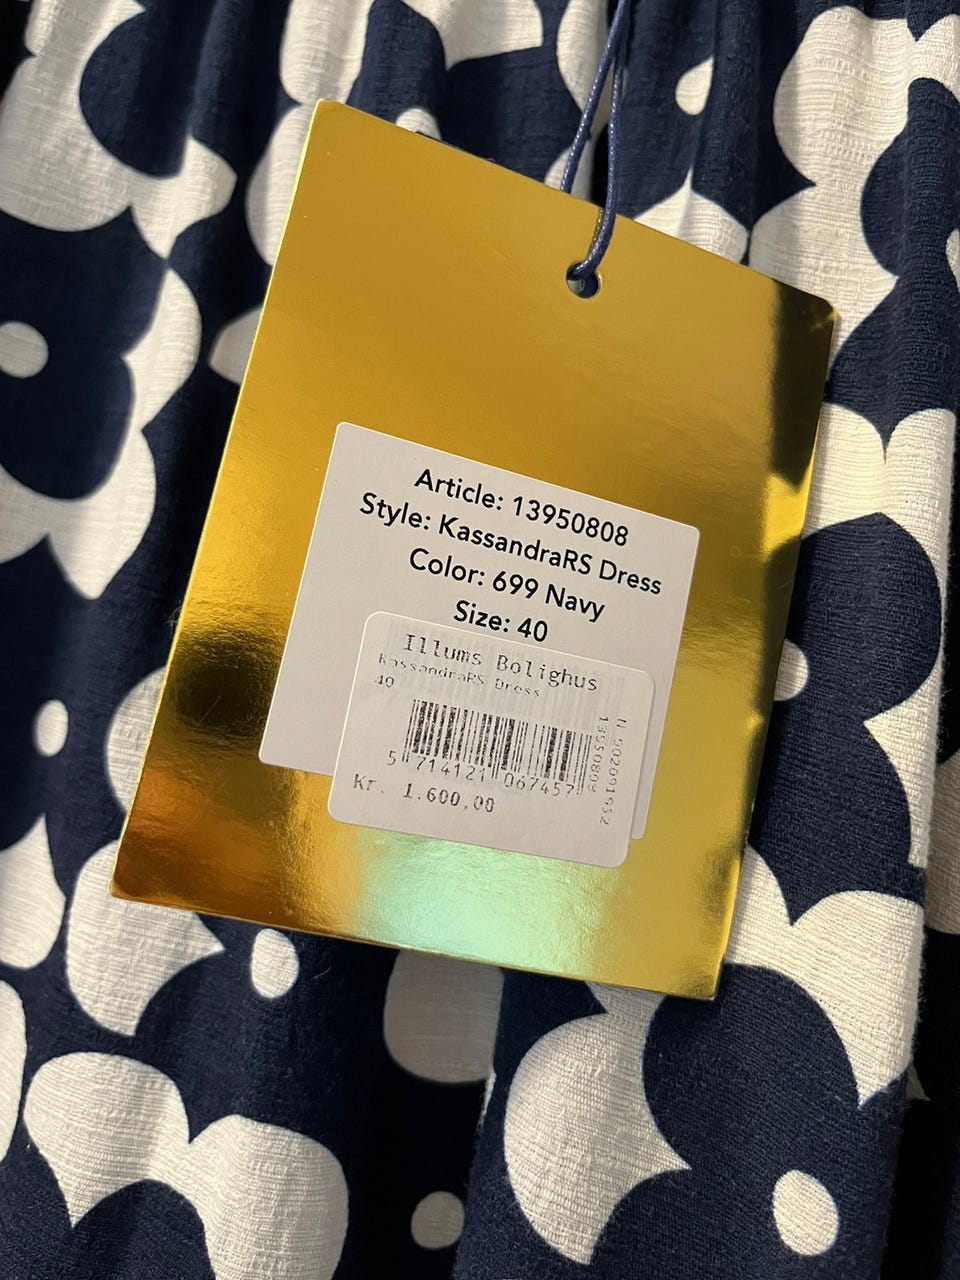 Article: 13950808
Style: KassandraRS Dress
Color: 699 Navy
Size: 40
Illums Bolighus
KassandraRS Dress
40
5 714121 067457
13950808
Kr. 1.600,00